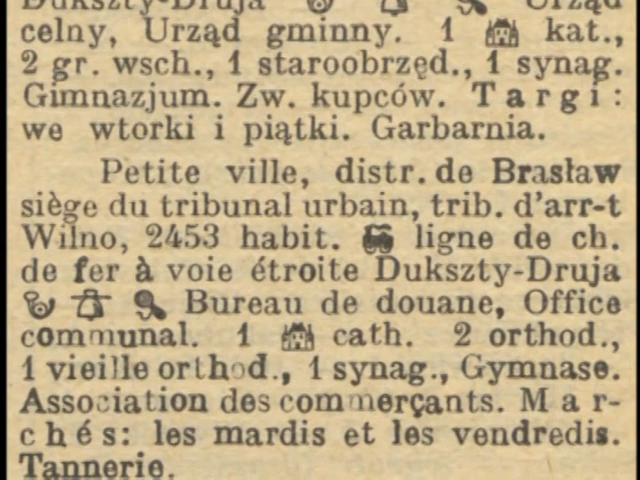 Dukszty-Druja Urząd
celny, Urząd gminny. 1 kat.,
2 gr. wsch., 1 staroobrzęd., 1 synag.
Gimnazjum. Zw. kupców. Targi:
we wtorki i piątki. Garbarnia.
Petite ville, distr. de Brasław
siège du tribunal urbain, trib. d'arr-t
Wilno, 2453 habit. ligne de ch.
de fer à voie étroite Dukszty-Druja
Bureau de douane, Office
communal. 1 cath. 2 orthod.,
1 vieille orthod., 1 synag., Gymnase.
Association des commerçants. Mar-
chés: les mardis et les vendredis.
Tannerie.